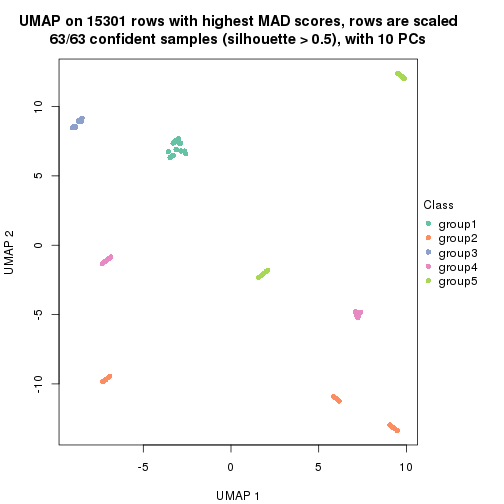 UMAP on 15301 rows with highest MAD scores, rows are scaled
63/63 confident samples (silhouette > 0.5), with 10 PCs
10
5
0
-5
-10
UMAP 2
-5
0
5
10
UMAP 1
Class
group1
group2
group3
group4
group5